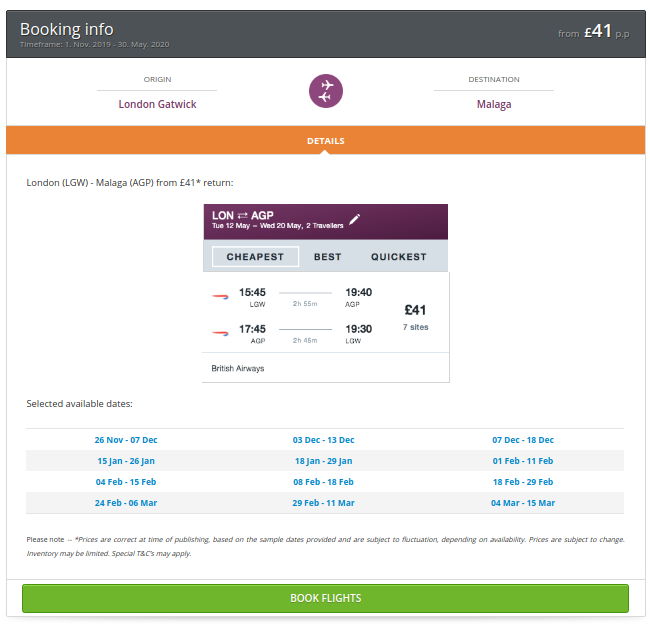 Booking info
Timeframe: 1. Nov. 2019 - 30. May. 2020
from £41 p.p
ORIGIN
London Gatwick
DESTINATION
Malaga
DETAILS
London (LGW) - Malaga (AGP) from £41* return:
LON ⇄ AGP
Tue 12 May – Wed 20 May, 2 Travellers
CHEAPEST BEST QUICKEST
15:45 19:40
LGW 2h 55m AGP
£41
7 sites
17:45 19:30
AGP 2h 45m LGW
British Airways
Selected available dates:
26 Nov - 07 Dec 03 Dec - 13 Dec 07 Dec - 18 Dec
15 Jan - 26 Jan 18 Jan - 29 Jan 01 Feb - 11 Feb
04 Feb - 15 Feb 08 Feb - 18 Feb 18 Feb - 29 Feb
24 Feb - 06 Mar 29 Feb - 11 Mar 04 Mar - 15 Mar
Please note -- *Prices are correct at time of publishing, based on the sample dates provided and are subject to fluctuation, depending on availability. Prices are subject to change.
Inventory may be limited. Special T&C's may apply.
BOOK FLIGHTS